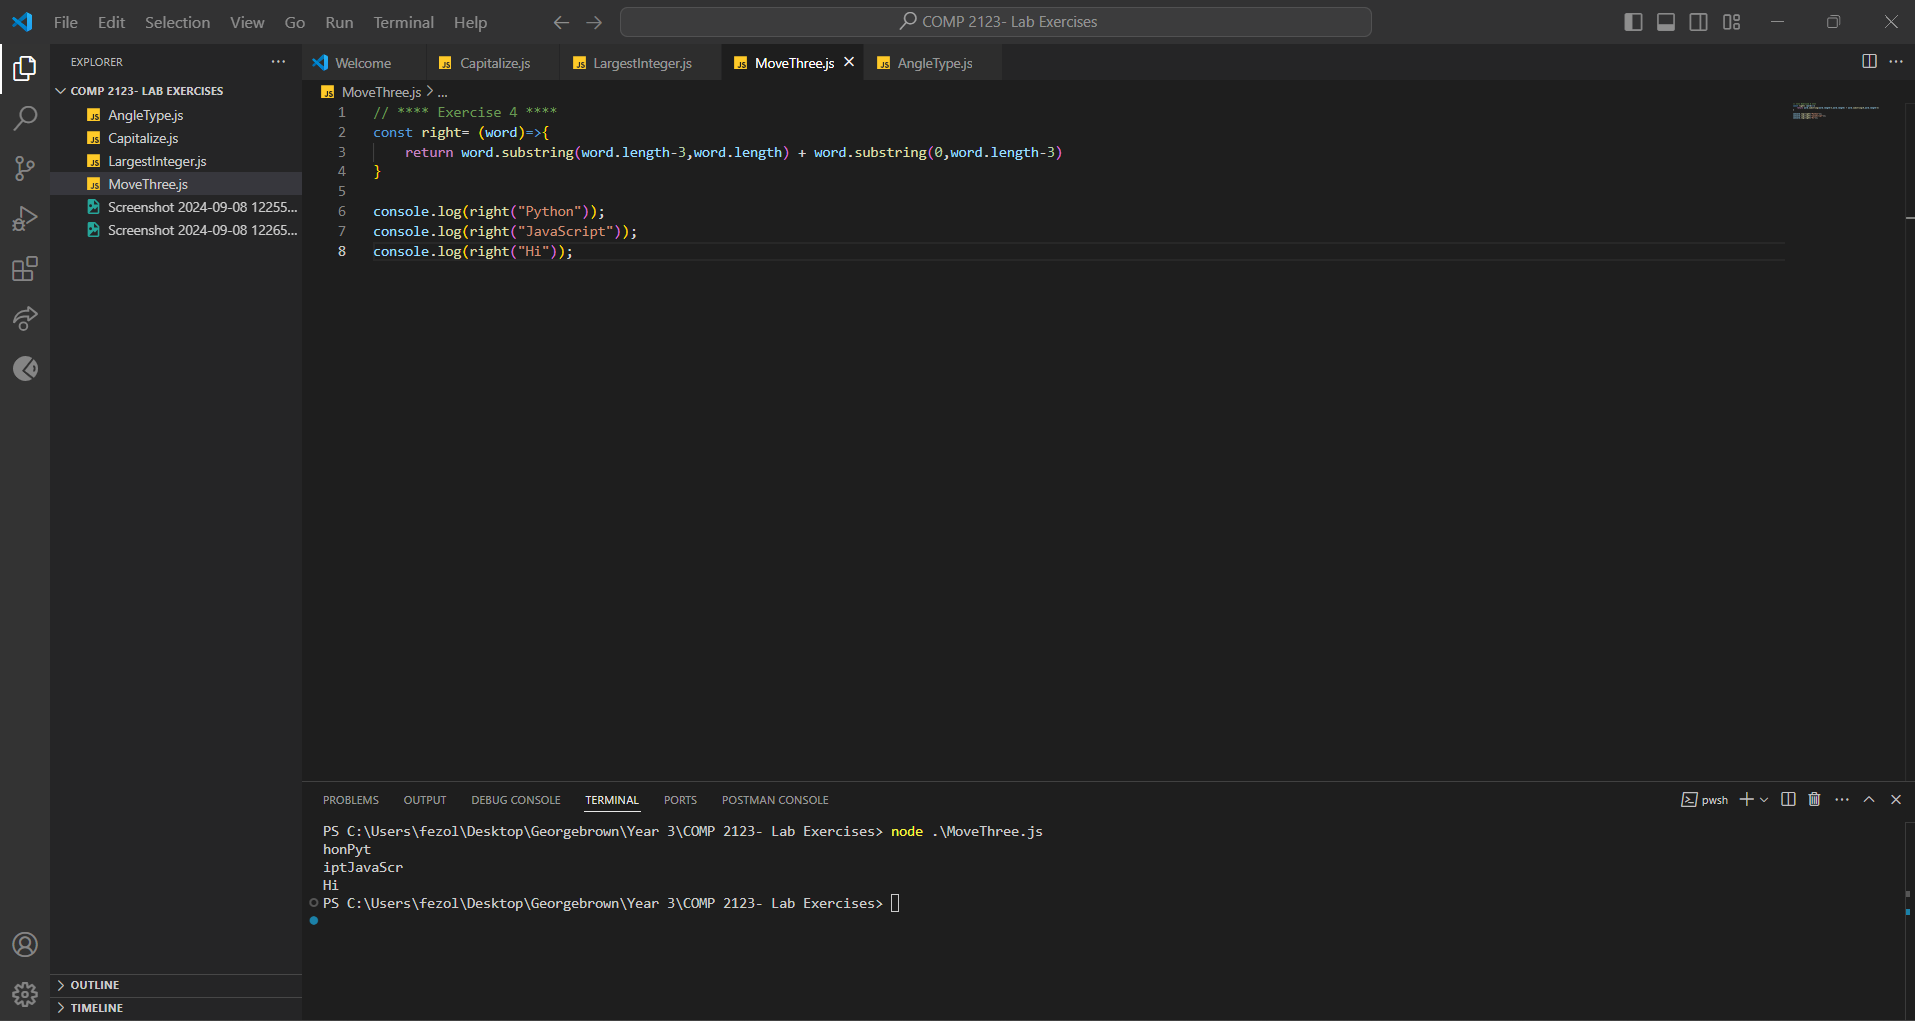 File Edit Selection View Go Run Terminal Help
COMP 2123- Lab Exercises
EXPLORER
COMP 2123- LAB EXERCISES
AngleType.js
Capitalize.js
LargestInteger.js
MoveThree.js
Screenshot 2024-09-08 12255...
Screenshot 2024-09-08 12265...
OUTLINE
TIMELINE
Welcome
JS Capitalize.js
JS LargestInteger.js
JS MoveThree.js
JS AngleType.js
JS MoveThree.js > ...
1 // **** Exercise 4 ****
2 const right= (word)=>{
3     return word.substring(word.length-3,word.length) + word.substring(0,word.length-3)
4 }
5
6 console.log(right("Python"));
7 console.log(right("JavaScript"));
8 console.log(right("Hi"));
PROBLEMS OUTPUT DEBUG CONSOLE TERMINAL PORTS POSTMAN CONSOLE
pwsh
PS C:\Users\fezol\Desktop\Georgebrown\Year 3\COMP 2123- Lab Exercises> node .\MoveThree.js
honPyt
iptJavaScr
Hi
PS C:\Users\fezol\Desktop\Georgebrown\Year 3\COMP 2123- Lab Exercises>